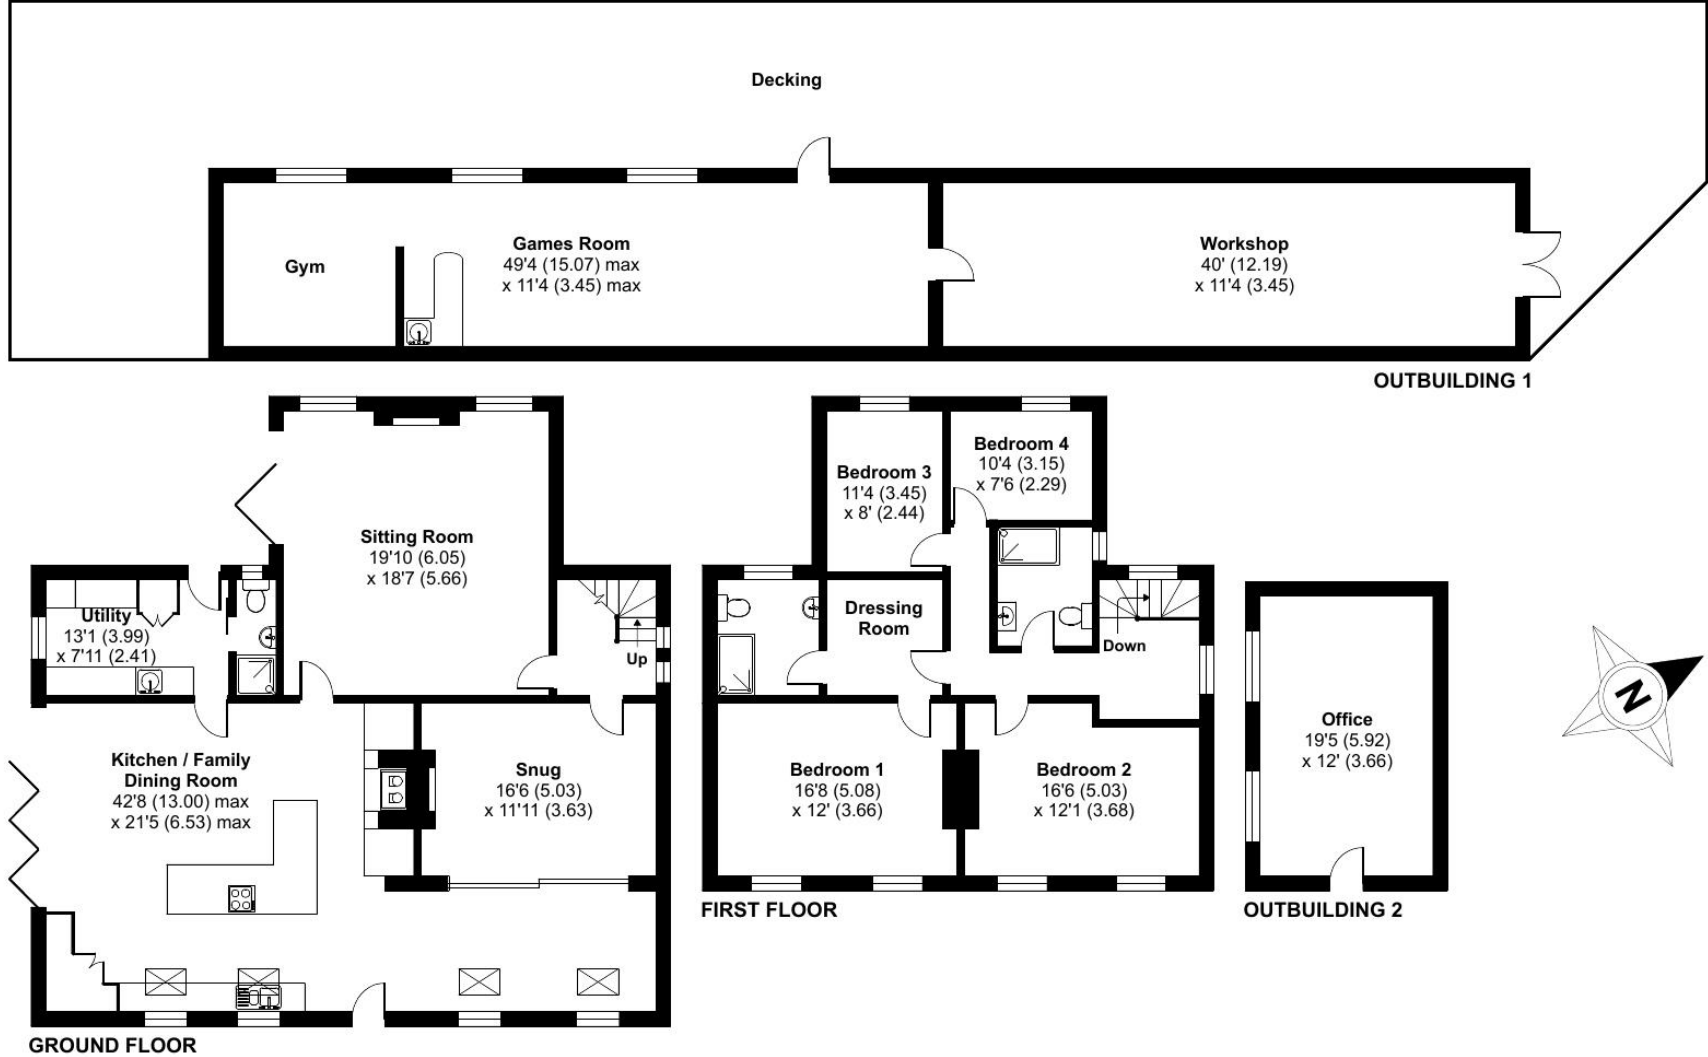 Decking
Gym
Games Room
49'4 (15.07) max
x 11'4 (3.45) max
Workshop
40' (12.19)
x 11'4 (3.45)
OUTBUILDING 1
Sitting Room
19'10 (6.05)
x 18'7 (5.66)
Utility
13'1 (3.99)
x 7'11 (2.41)
Up
Kitchen / Family
Dining Room
42'8 (13.00) max
x 21'5 (6.53) max
Snug
16'6 (5.03)
x 11'11 (3.63)
GROUND FLOOR
Bedroom 3
11'4 (3.45)
x 8' (2.44)
Bedroom 4
10'4 (3.15)
x 7'6 (2.29)
Dressing
Room
Down
Bedroom 1
16'8 (5.08)
x 12' (3.66)
Bedroom 2
16'6 (5.03)
x 12'1 (3.68)
FIRST FLOOR
Office
19'5 (5.92)
x 12' (3.66)
OUTBUILDING 2
N